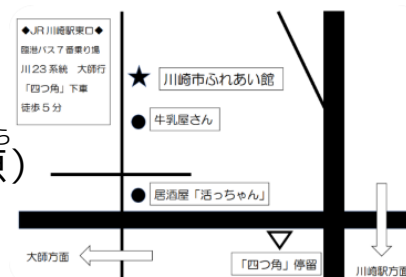 ◆JR川崎駅東口◆
臨港バス7番乗り場
川23系統 大師行
「四つ角」下車
徒歩5分
★ 川崎市ふれあい館
● 牛乳屋さん
● 居酒屋「活っちゃん」
大師方面
「四つ角」停留
川崎駅方面